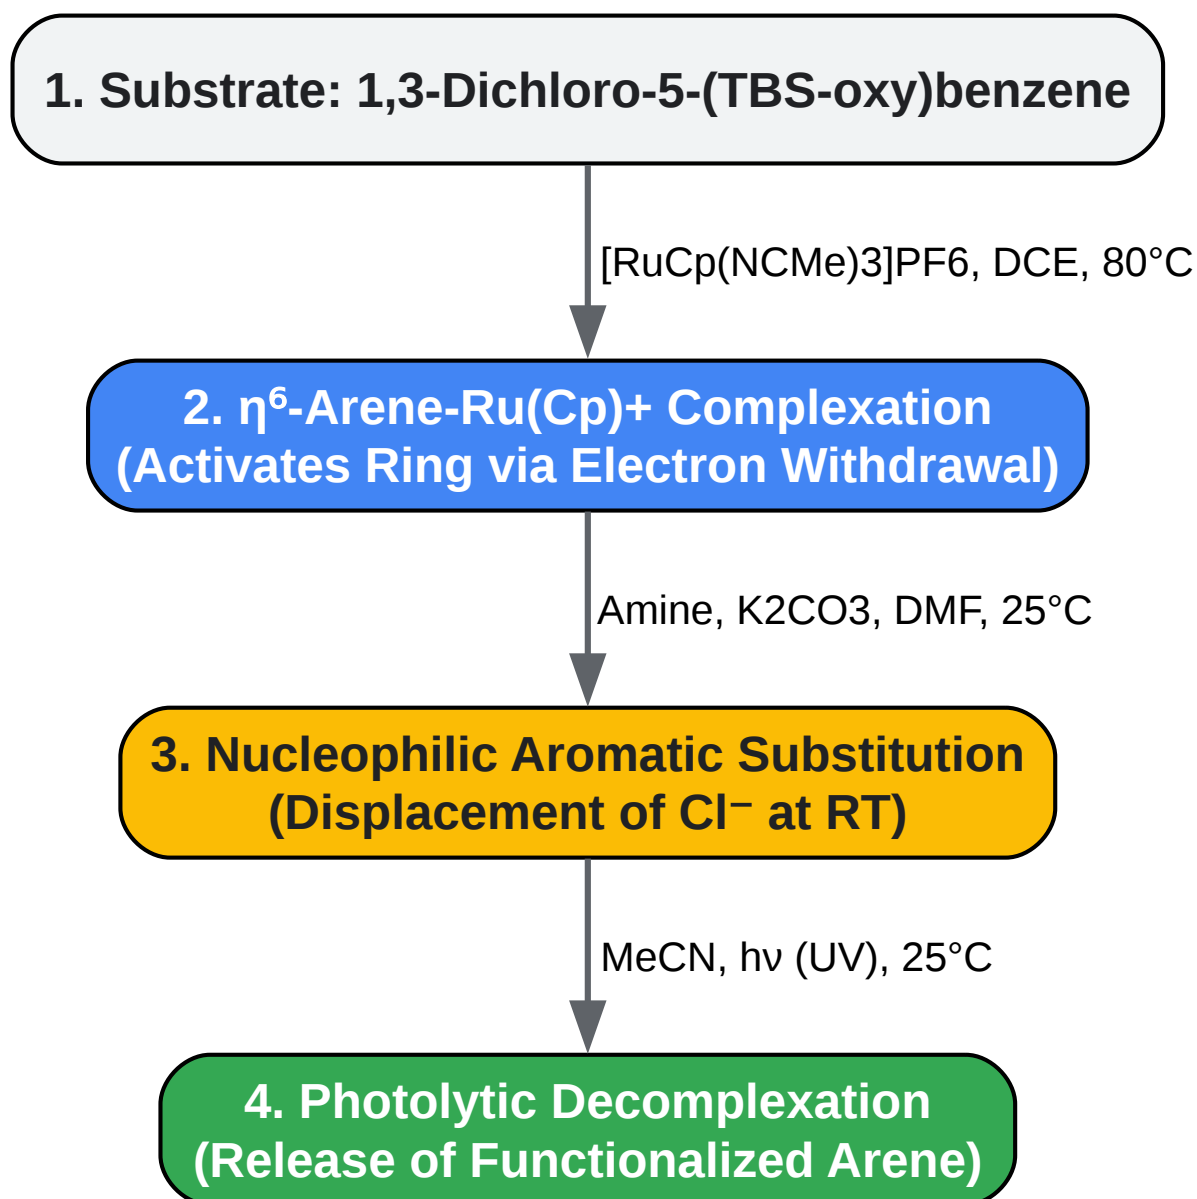 1. Substrate: 1,3-Dichloro-5-(TBS-oxy)benzene
[RuCp(NCMe)3]PF6, DCE, 80°C
2. η⁶-Arene-Ru(Cp)+ Complexation
(Activates Ring via Electron Withdrawal)
Amine, K2CO3, DMF, 25°C
3. Nucleophilic Aromatic Substitution
(Displacement of Cl⁻ at RT)
MeCN, hν (UV), 25°C
4. Photolytic Decomplexation
(Release of Functionalized Arene)